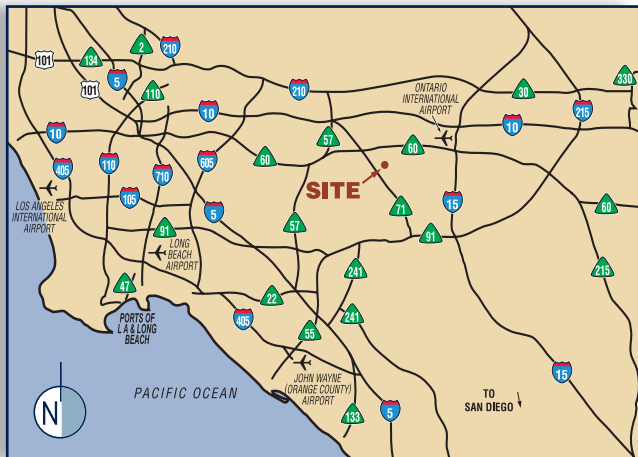 2
210
101
134
5
330
101
110
210
30
ONTARIO
INTERNATIONAL
AIRPORT
10
215
10
57
10
60
405
110
710
605
60
SITE
105
5
71
15
60
LOS ANGELES
INTERNATIONAL
AIRPORT
91
57
91
LONG
BEACH
AIRPORT
241
215
47
22
PORTS OF
LA & LONG
BEACH
405
55
241
JOHN WAYNE
(ORANGE COUNTY)
AIRPORT
15
PACIFIC OCEAN
TO
SAN DIEGO
N
133
5